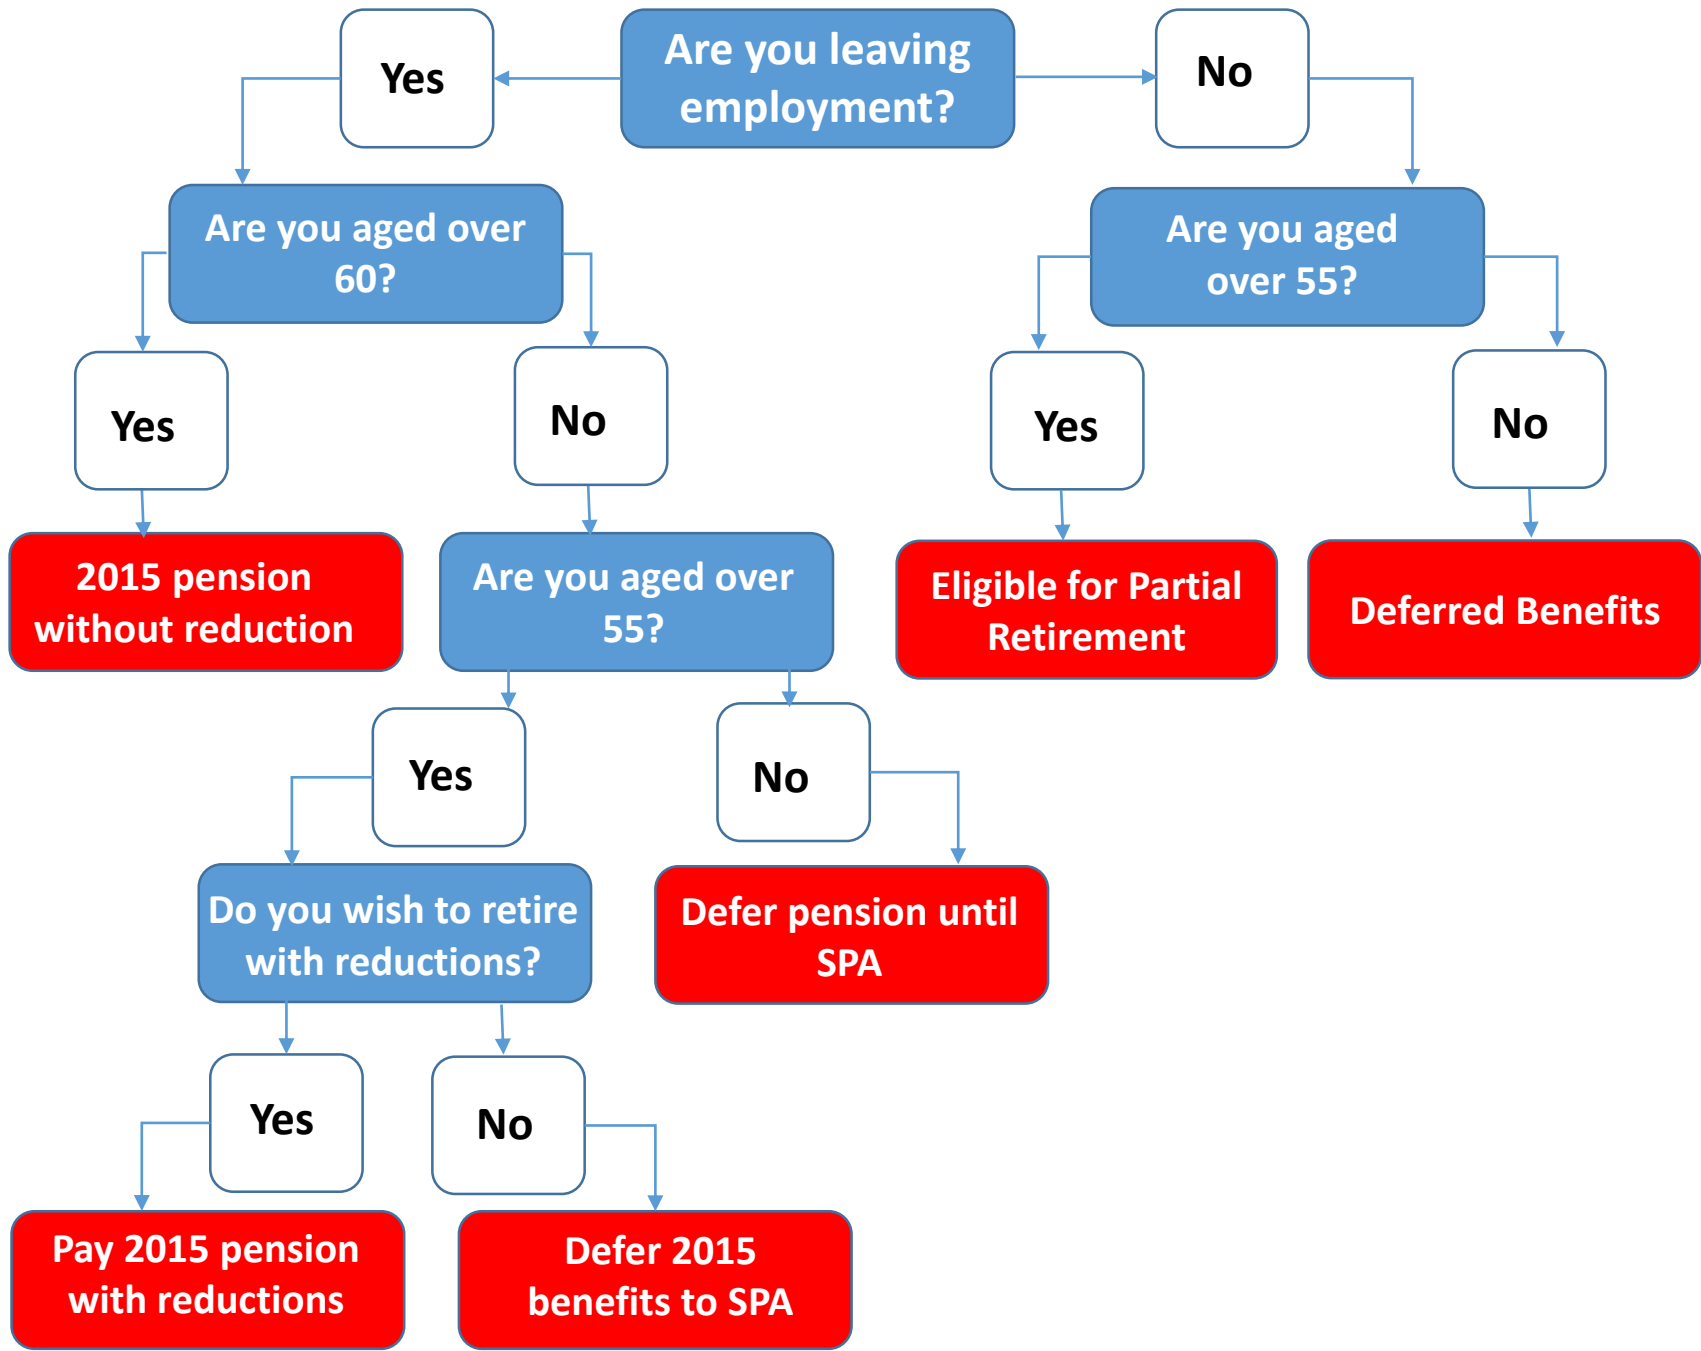 Yes
Are you leaving
employment?
No
Are you aged over
60?
Are you aged
over 55?
Yes
No
Yes
No
2015 pension
without reduction
Are you aged over
55?
Eligible for Partial
Retirement
Deferred Benefits
Yes
No
Do you wish to retire
with reductions?
Defer pension until
SPA
Yes
No
Pay 2015 pension
with reductions
Defer 2015
benefits to SPA